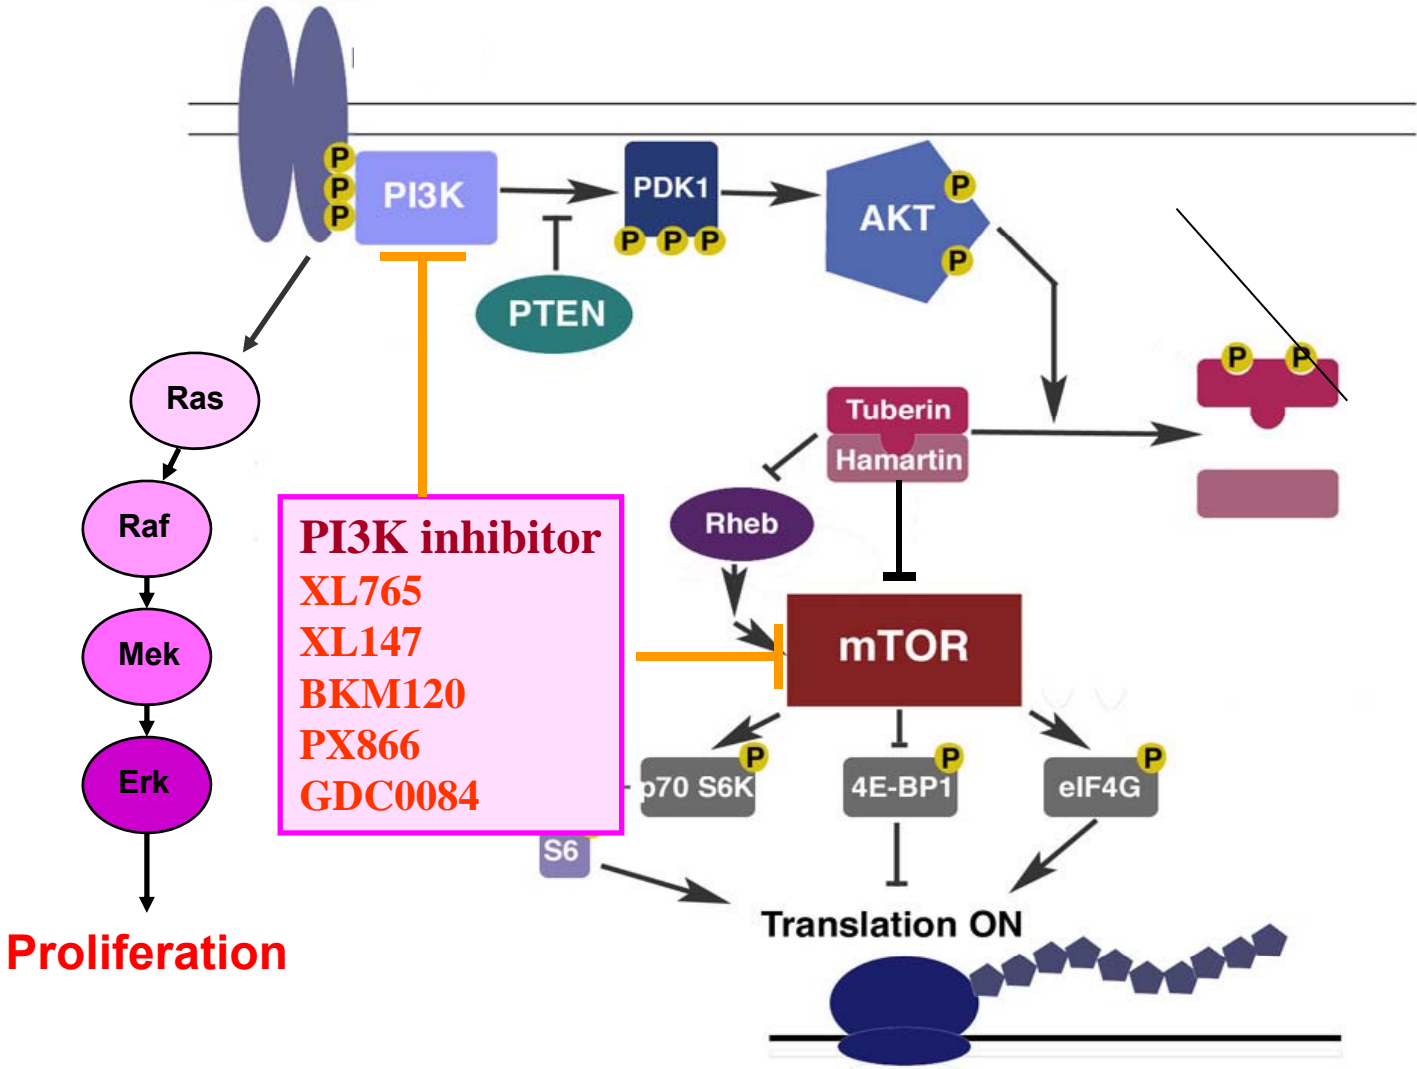 P
P
P
PI3K
PDK1
P P P
AKT
P
P
PTEN
Ras
Raf
Mek
Erk
Proliferation
PI3K inhibitor
XL765
XL147
BKM120
PX866
GDC0084
Tuberin
Hamartin
P P
Rheb
mTOR
p70 S6K
P
4E-BP1
P
eIF4G
P
S6
Translation ON